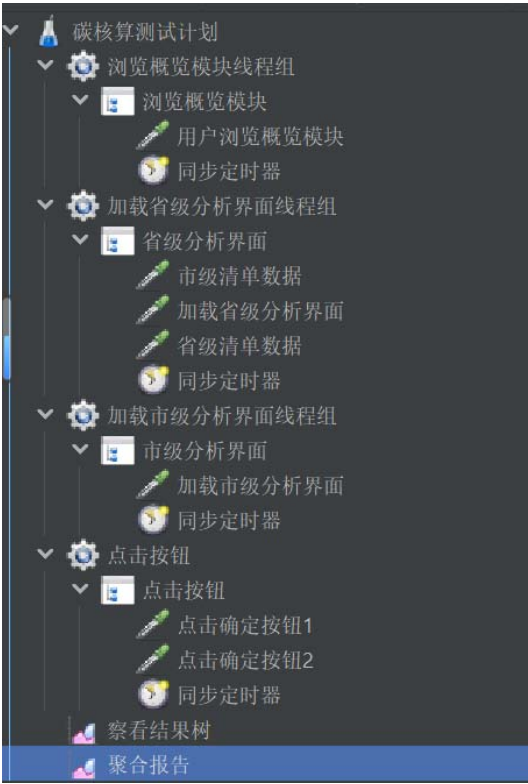 碳核算测试计划
浏览概览模块线程组
浏览概览模块
用户浏览概览模块
同步定时器
加载省级分析界面线程组
省级分析界面
市级清单数据
加载省级分析界面
省级清单数据
同步定时器
加载市级分析界面线程组
市级分析界面
加载市级分析界面
同步定时器
点击按钮
点击按钮
点击确定按钮1
点击确定按钮2
同步定时器
察看结果树
聚合报告